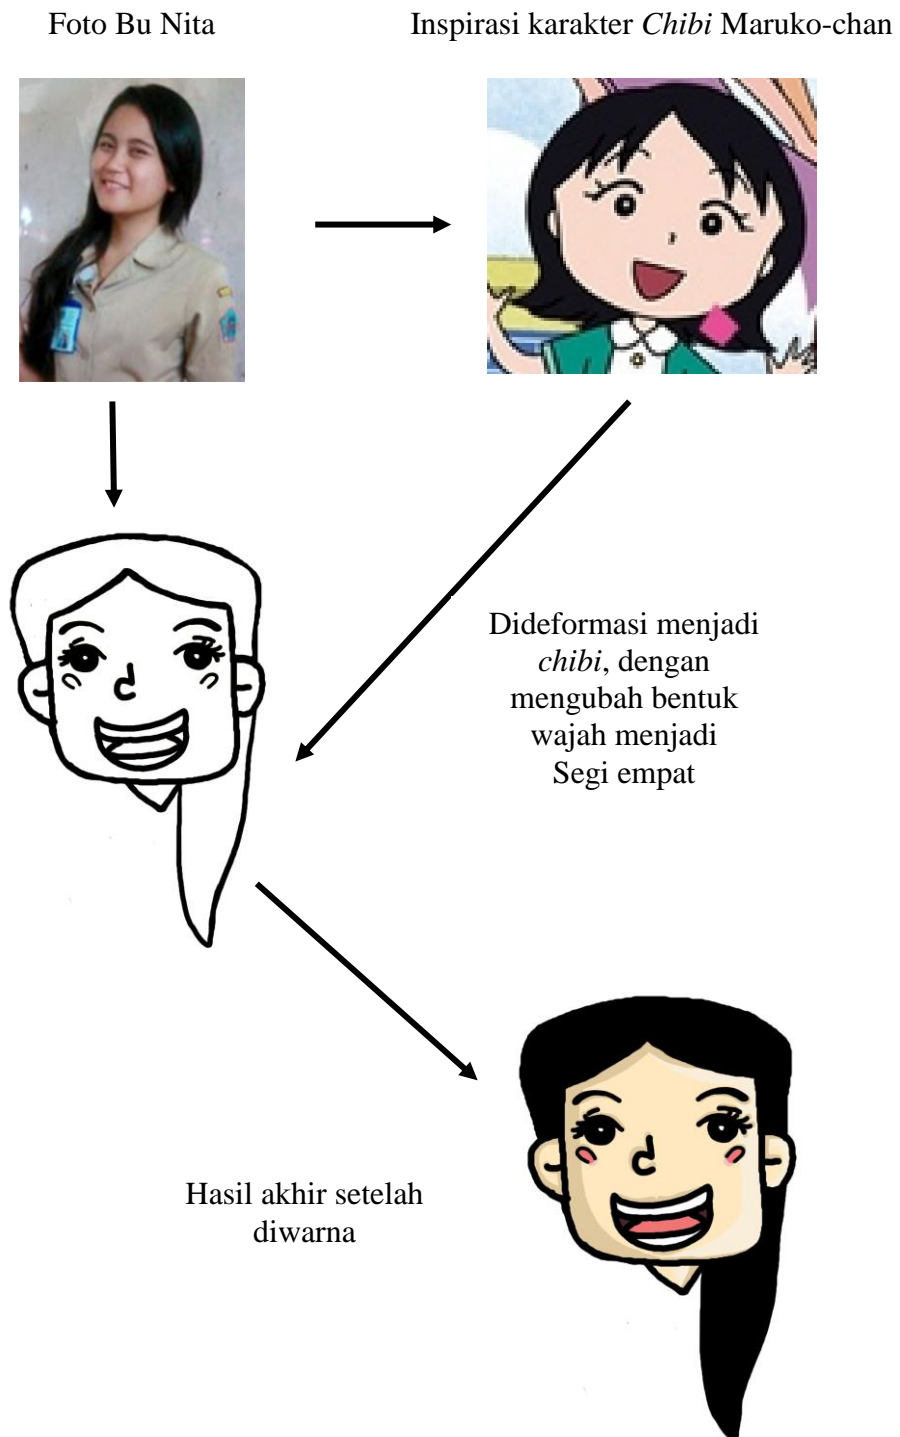 Foto Bu Nita
Inspirasi karakter Chibi Maruko-chan
Dideformasi menjadi
chibi, dengan
mengubah bentuk
wajah menjadi
Segi empat
Hasil akhir setelah
diwarna